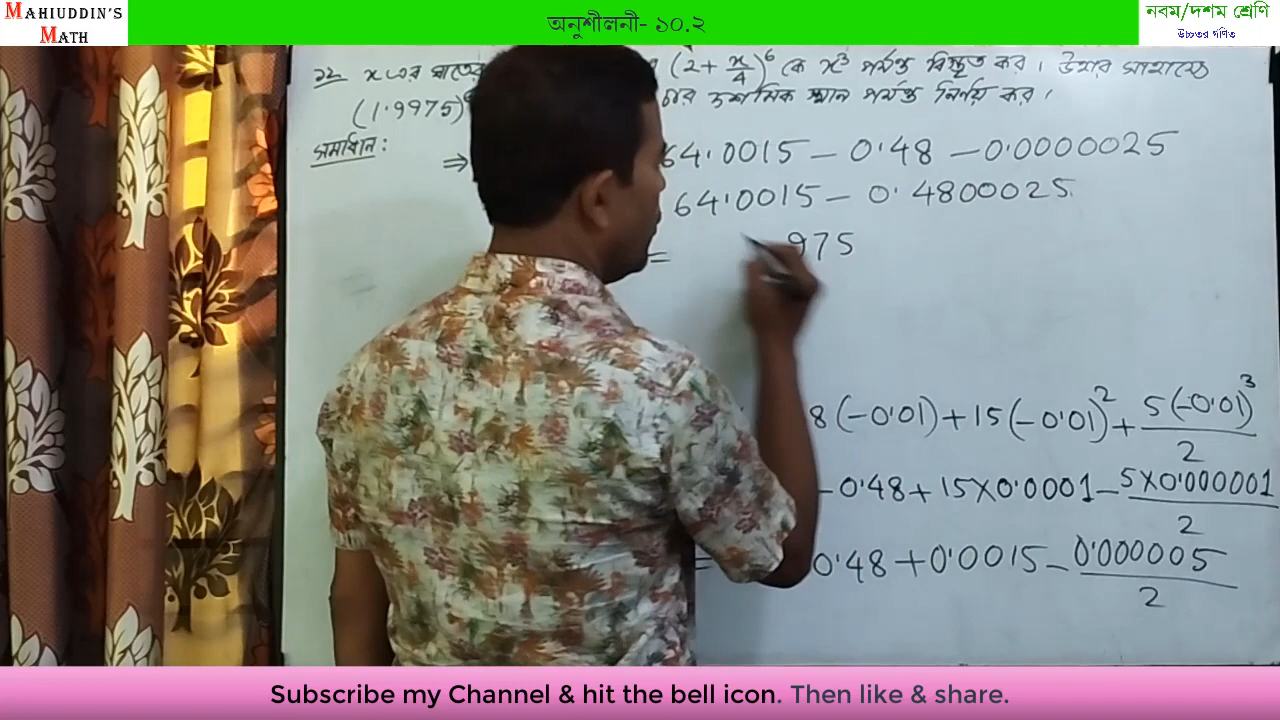 MAHIUDDIN'S
MATH
অনুশীলনী- ১০.২
নবম/দশম শ্রেণি
উচ্চতর গণিত
১২ x এর ঘাতের (2+x/4)^6 কে x^3 পর্যন্ত বিস্তৃত কর। উহার সাহায্যে
(1.9975) দশমিক স্থান পর্যন্ত নির্ণয় কর।
সমাধান:
⇒ 64.0015 – 0.48 – 0.0000025
64.0015 – 0.4800025
= 975
8(-0.01) + 15(-0.01)^2 + 5(-0.01)^3/2
- 0.48 + 15×0.0001 – 5×0.000001/2
= 0.48 + 0.0015 – 0.000005/2
Subscribe my Channel & hit the bell icon. Then like & share.